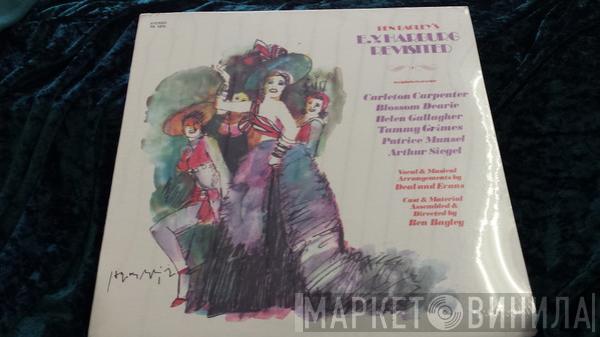 STEREO
BEN BAGLEY'S
E.Y. HARBURG
REVISITED
Carleton Carpenter
Blossom Dearie
Helen Gallagher
Tammy Grimes
Patrice Munsel
Arthur Siegel
Vocal & Musical
Arrangements by
Deal and Evans
Cast & Material
Assembled &
Directed by
Ben Bagley
МАРКЕТ ВИНИЛА